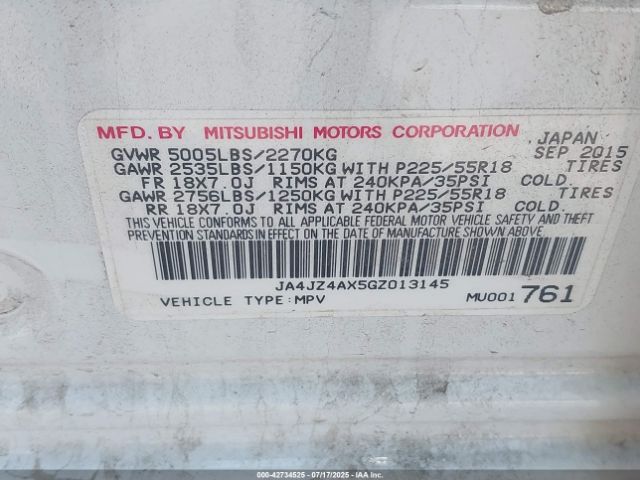 MFD. BY MITSUBISHI MOTORS CORPORATION JAPAN
GVWR 5005LBS/2270KG SEP 2015
GAWR 2535LBS/1150KG WITH P225/55R18 TIRES
FR 18X7.0J RIMS AT 240KPA/35PSI COLD.
GAWR 2756LBS/1250KG WITH P225/55R18 TIRES
RR 18X7.0J RIMS AT 240KPA/35PSI COLD.
THIS VEHICLE CONFORMS TO ALL APPLICABLE FEDERAL MOTOR VEHICLE SAFETY AND THEFT
PREVENTION STANDARDS IN EFFECT ON THE DATE OF MANUFACTURE SHOWN ABOVE.
JA4JZ4AX5GZ013145
VEHICLE TYPE: MPV MU001 761
000-42734525 - 07/17/2025 - IAAI.COM